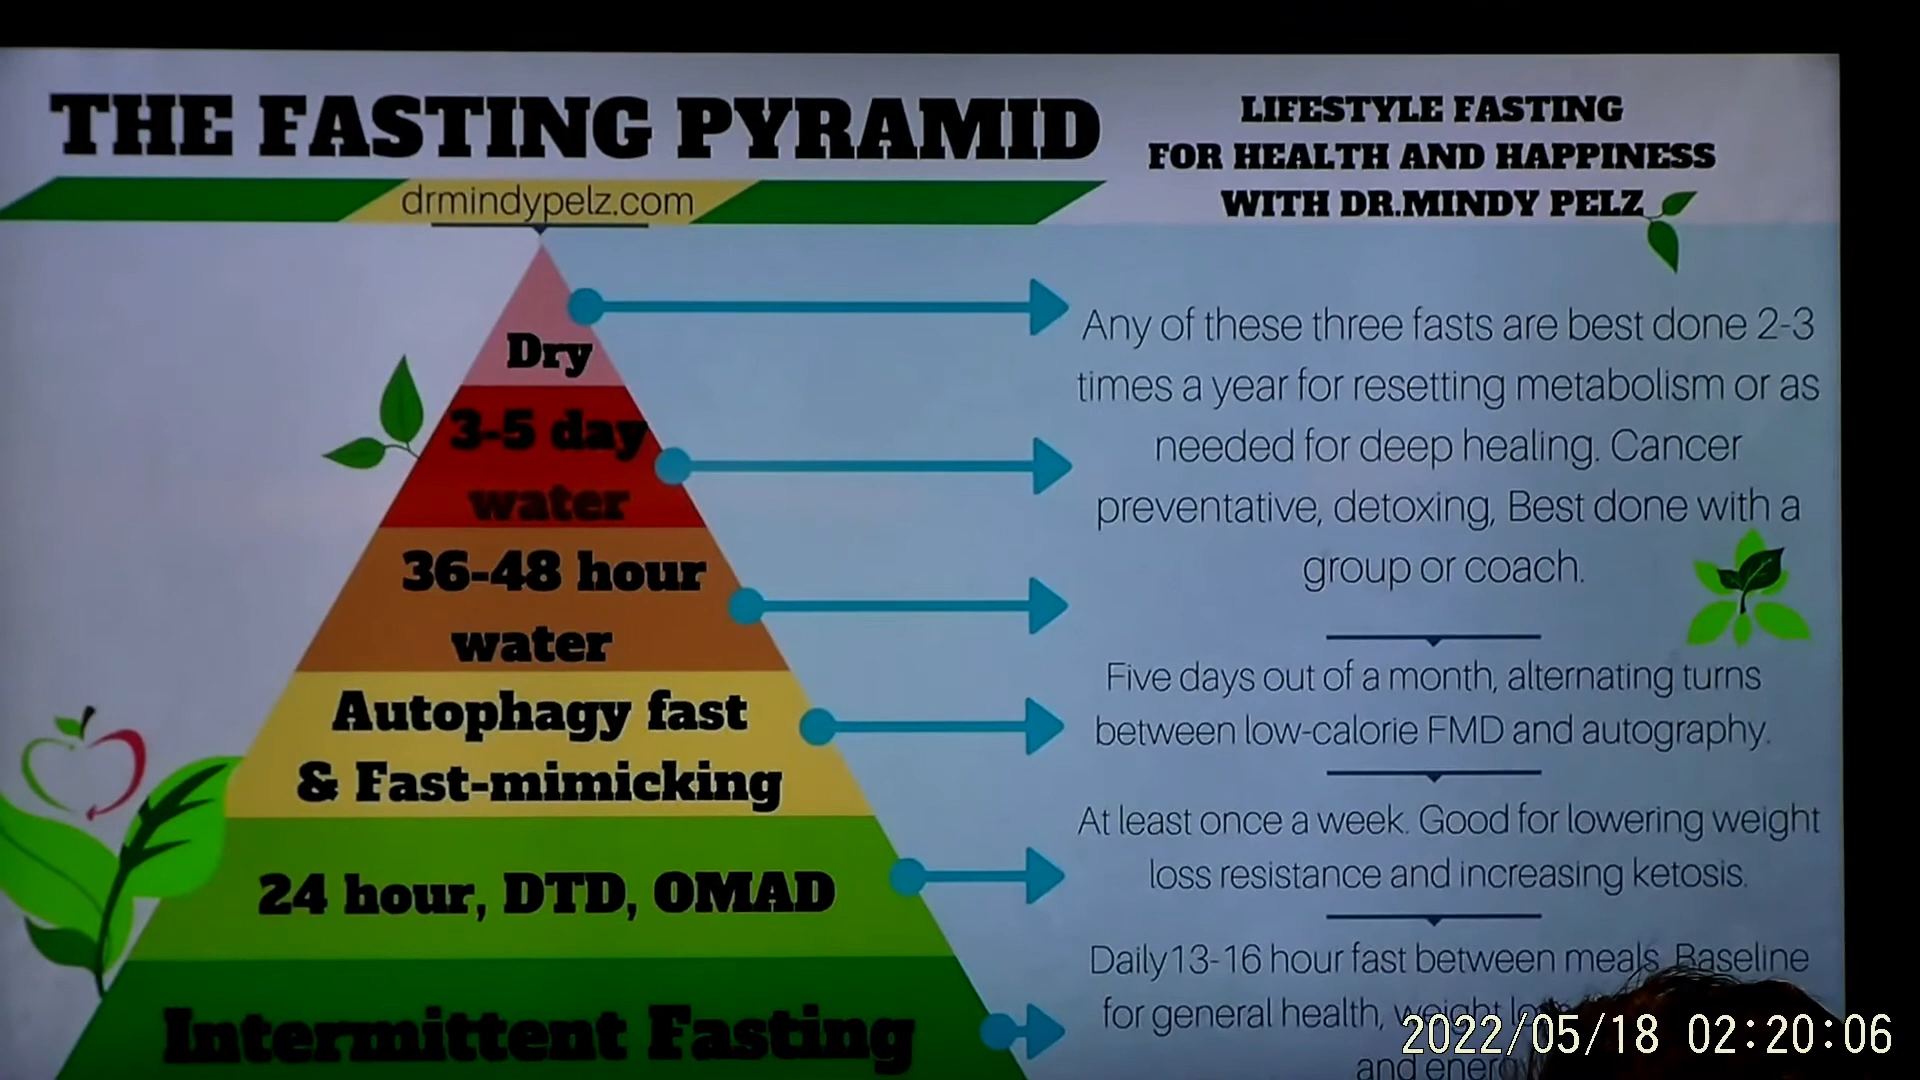 THE FASTING PYRAMID
drmindypelz.com
LIFESTYLE FASTING
FOR HEALTH AND HAPPINESS
WITH DR.MINDY PELZ
Dry
3-5 day
water
36-48 hour
water
Autophagy fast
& Fast-mimicking
24 hour, DTD, OMAD
Intermittent Fasting
Any of these three fasts are best done 2-3
times a year for resetting metabolism or as
needed for deep healing. Cancer
preventative, detoxing, Best done with a
group or coach.
Five days out of a month, alternating turns
between low-calorie FMD and autography.
At least once a week. Good for lowering weight
loss resistance and increasing ketosis.
Daily 13-16 hour fast between meals. Baseline
for general health, weight
and
2022/05/18 02:20:06